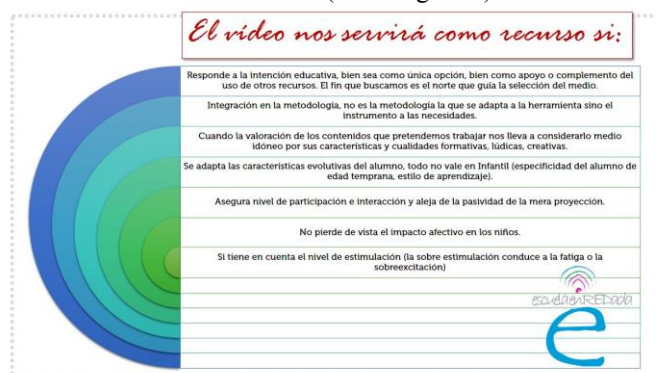 El vídeo nos servirá como recurso si:
Responde a la intención educativa, bien sea como única opción, bien como apoyo o complemento del
uso de otros recursos. El fin que buscamos es el norte que guía la selección del medio.
Integración en la metodología, no es la metodología la que se adapta a la herramienta sino el
instrumento a las necesidades.
Cuando la valoración de los contenidos que pretendemos trabajar nos lleva a considerarlo medio
idóneo por sus características y cualidades formativas, lúdicas, creativas.
Se adapta las características evolutivas del alumno, todo no vale en Infantil (especificidad del alumno de
edad temprana, estilo de aprendizaje).
Asegura nivel de participación e interacción y aleja de la pasividad de la mera proyección.
No pierde de vista el impacto afectivo en los niños.
Si tiene en cuenta el nivel de estimulación (la sobre estimulación conduce a la fatiga o la
sobreexcitación)
escuelaenREDada
e